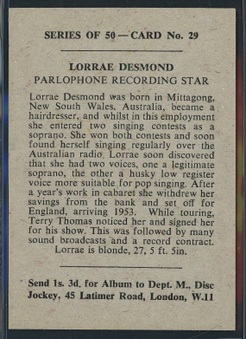 SERIES OF 50 — CARD No. 29
LORRAE DESMOND
PARLOPHONE RECORDING STAR
Lorrae Desmond was born in Mittagong,
New South Wales, Australia, became a
hairdresser, and whilst in this employment
she entered two singing contests as a
soprano. She won both contests and soon
found herself singing regularly over the
Australian radio. Lorrae soon discovered
that she had two voices, one a legitimate
soprano, the other a husky low register
voice more suitable for pop singing. After
a year's work in cabaret she withdrew her
savings from the bank and set off for
England, arriving 1953. While touring,
Terry Thomas noticed her and signed her
for his show. This was followed by many
sound broadcasts and a record contract.
Lorrae is blonde, 27, 5 ft. 5in.
Send 1s. 3d. for Album to Dept. M., Disc
Jockey, 45 Latimer Road, London, W.11